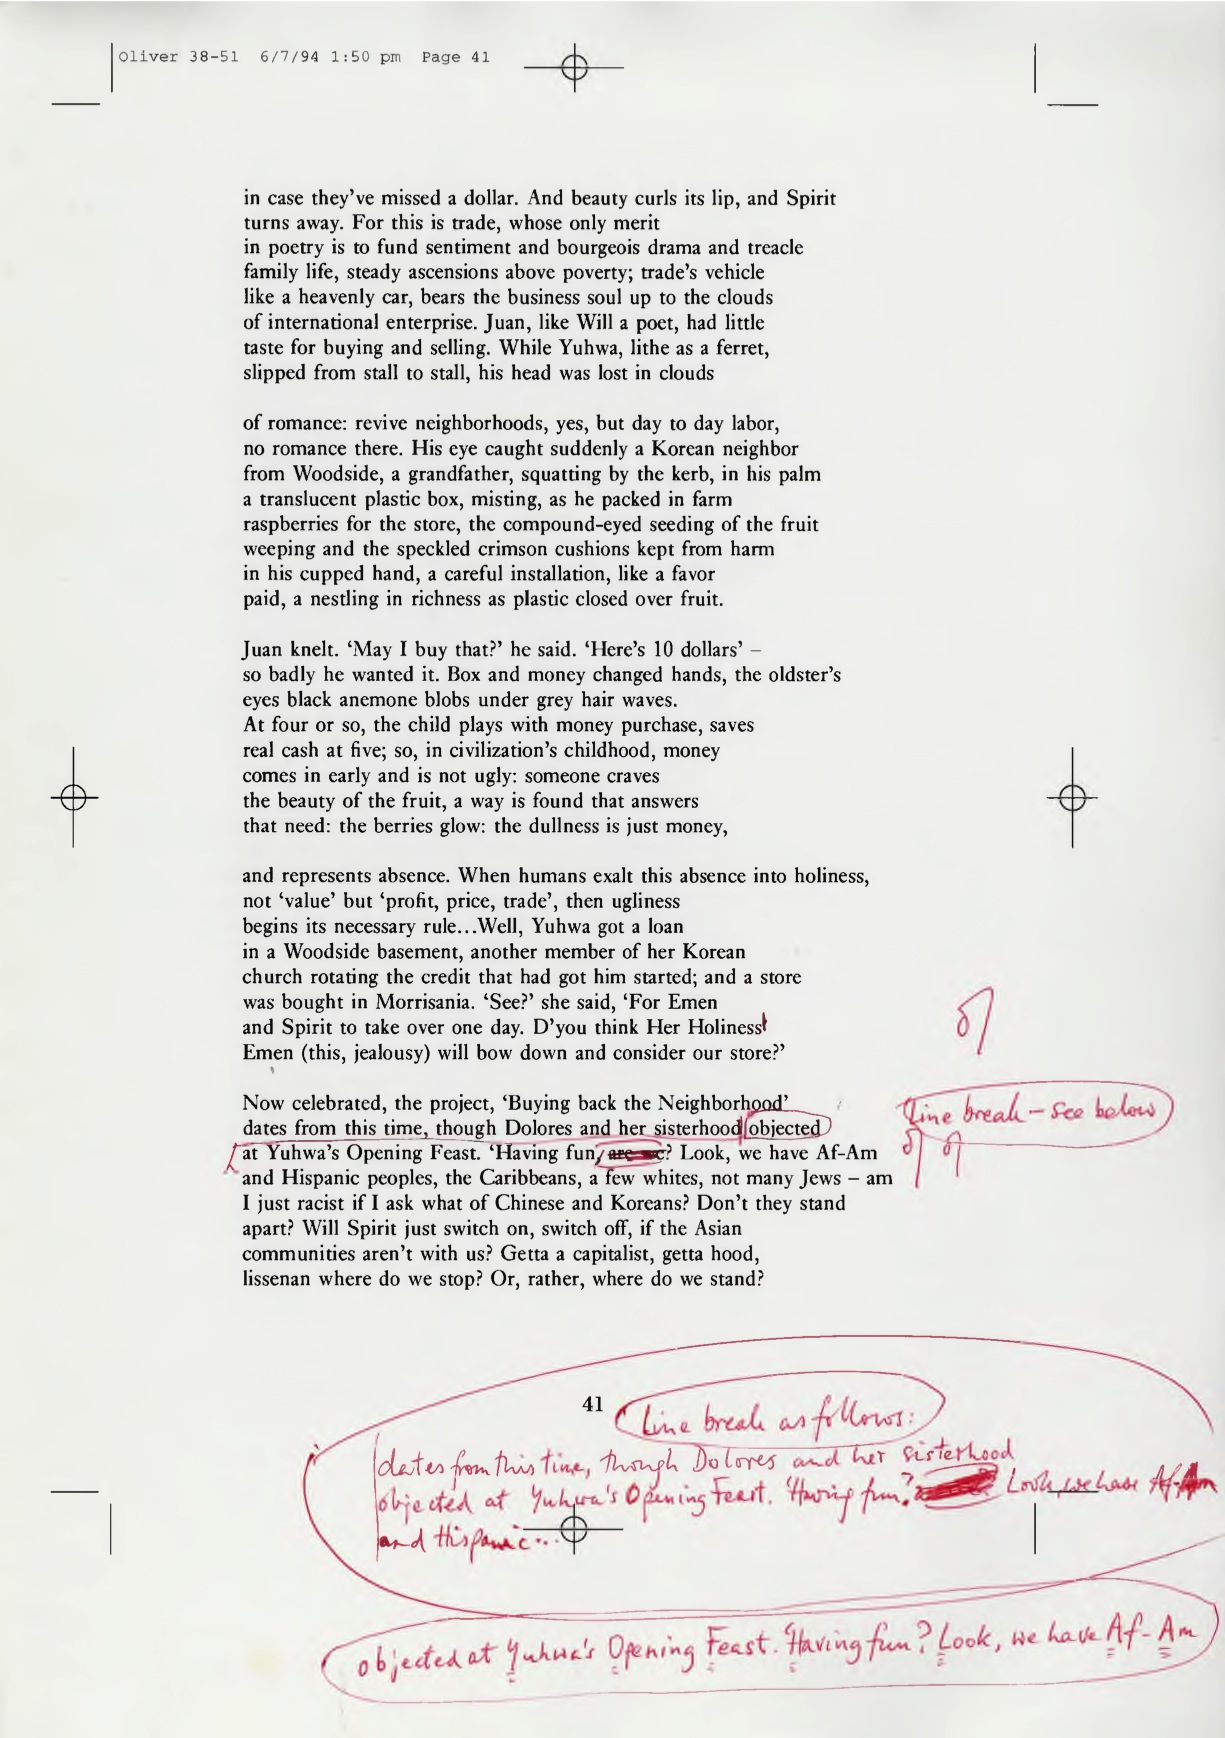 Oliver 38-51 6/7/94 1:50 pm Page 41
in case they've missed a dollar. And beauty curls its lip, and Spirit
turns away. For this is trade, whose only merit
in poetry is to fund sentiment and bourgeois drama and treacle
family life, steady ascensions above poverty; trade's vehicle
like a heavenly car, bears the business soul up to the clouds
of international enterprise. Juan, like Will a poet, had little
taste for buying and selling. While Yuhwa, lithe as a ferret,
slipped from stall to stall, his head was lost in clouds
of romance: revive neighborhoods, yes, but day to day labor,
no romance there. His eye caught suddenly a Korean neighbor
from Woodside, a grandfather, squatting by the kerb, in his palm
a translucent plastic box, misting, as he packed in farm
raspberries for the store, the compound-eyed seeding of the fruit
weeping and the speckled crimson cushions kept from harm
in his cupped hand, a careful installation, like a favor
paid, a nestling in richness as plastic closed over fruit.
Juan knelt. 'May I buy that?' he said. 'Here's 10 dollars' –
so badly he wanted it. Box and money changed hands, the oldster's
eyes black anemone blobs under grey hair waves.
At four or so, the child plays with money purchase, saves
real cash at five; so, in civilization's childhood, money
comes in early and is not ugly: someone craves
the beauty of the fruit, a way is found that answers
that need: the berries glow: the dullness is just money,
and represents absence. When humans exalt this absence into holiness,
not 'value' but 'profit, price, trade', then ugliness
begins its necessary rule...Well, Yuhwa got a loan
in a Woodside basement, another member of her Korean
church rotating the credit that had got him started; and a store
was bought in Morrisania. 'See?' she said, 'For Emen
and Spirit to take over one day. D'you think Her Holiness'
Emen (this, jealousy) will bow down and consider our store?'
Now celebrated, the project, 'Buying back the Neighborhood'
dates from this time, though Dolores and her sisterhood objected
Line break – see below
at Yuhwa's Opening Feast. 'Having fun, are we? Look, we have Af-Am
and Hispanic peoples, the Caribbeans, a few whites, not many Jews – am
I just racist if I ask what of Chinese and Koreans? Don't they stand
apart? Will Spirit just switch on, switch off, if the Asian
communities aren't with us? Getta a capitalist, getta hood,
lissenan where do we stop? Or, rather, where do we stand?
41
Line break as follows:
dates from this time, though Dolores and her sisterhood
objected at Yuhwa's Opening Feast. 'Having fun? Look, we have Af-Am
and Hispanic...
objected at Yuhwa's Opening Feast. 'Having fun? Look, we have Af-Am